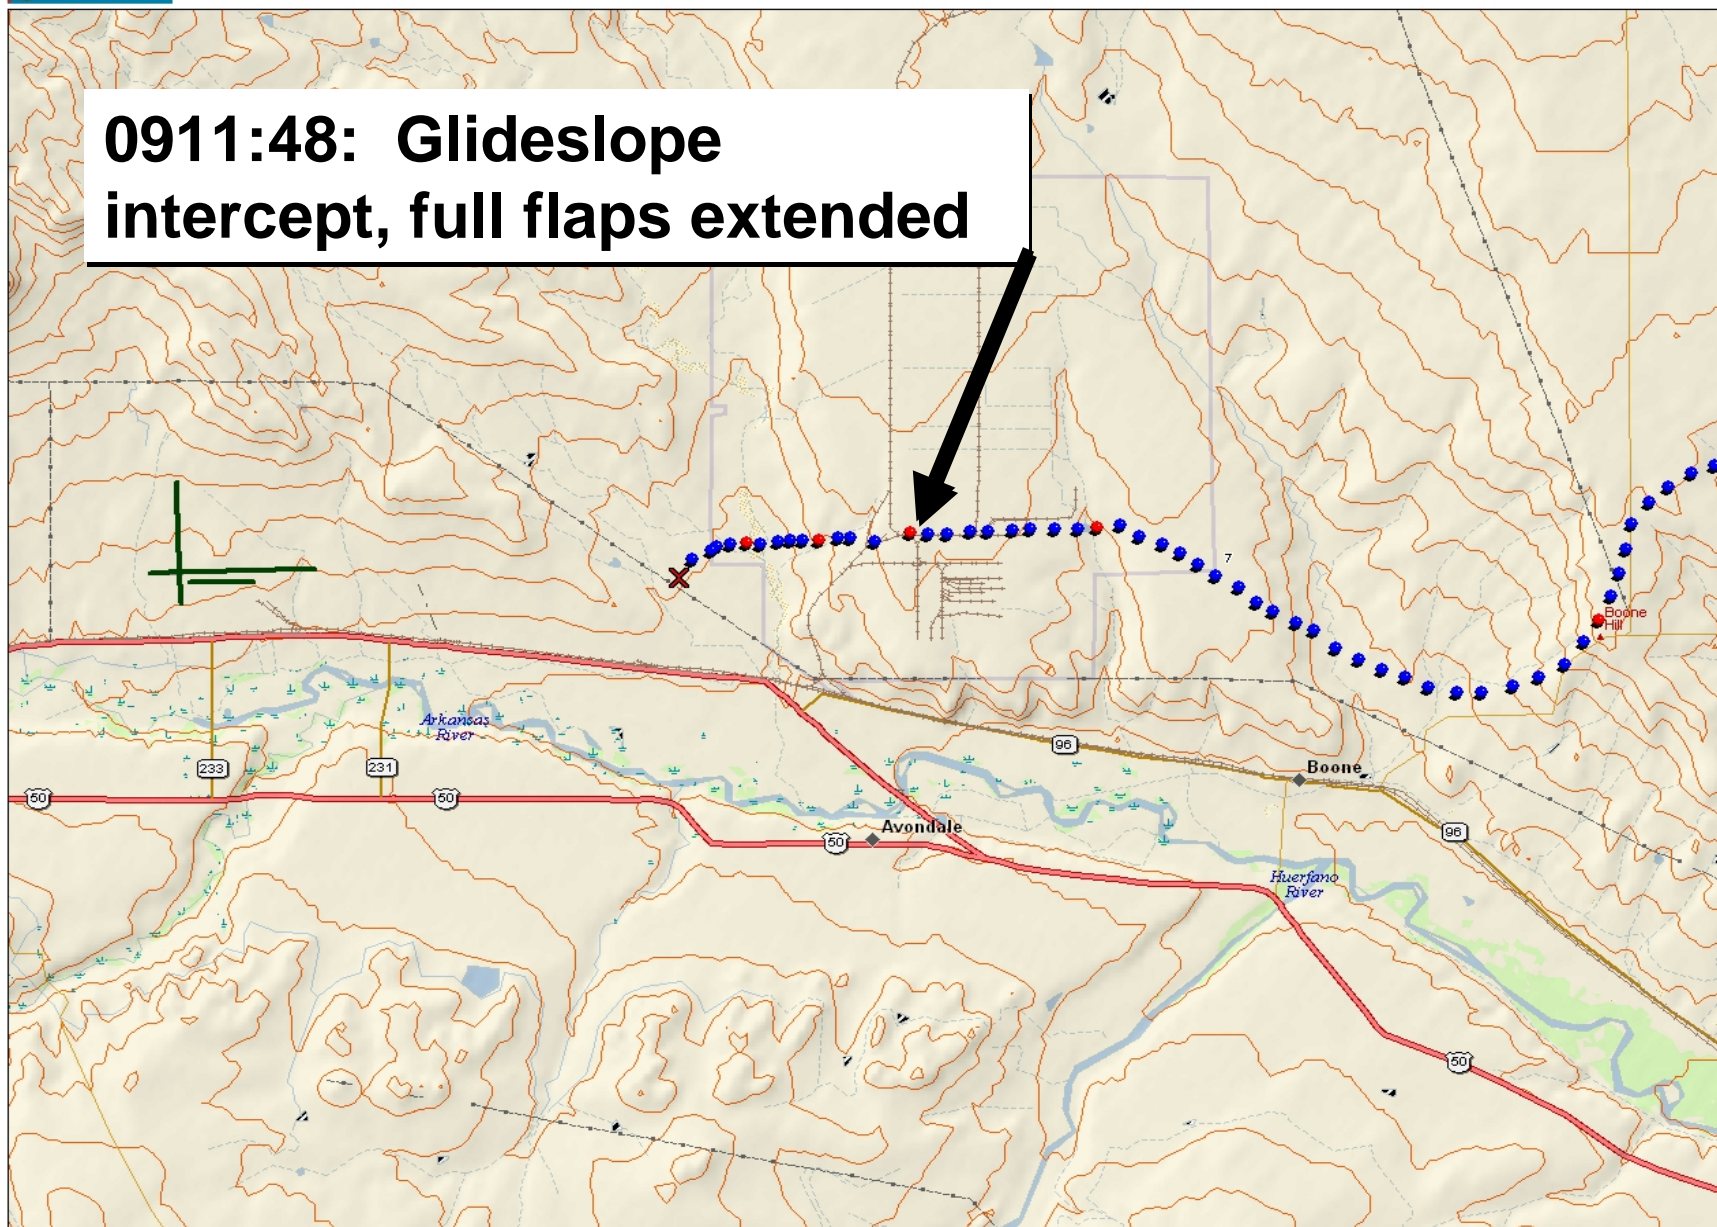 0911:48: Glideslope
intercept, full flaps extended
7
Boone
Hill
Arkansas
River
96
233
231
Boone
50
50
Avondale
96
50
Huerfano
River
50